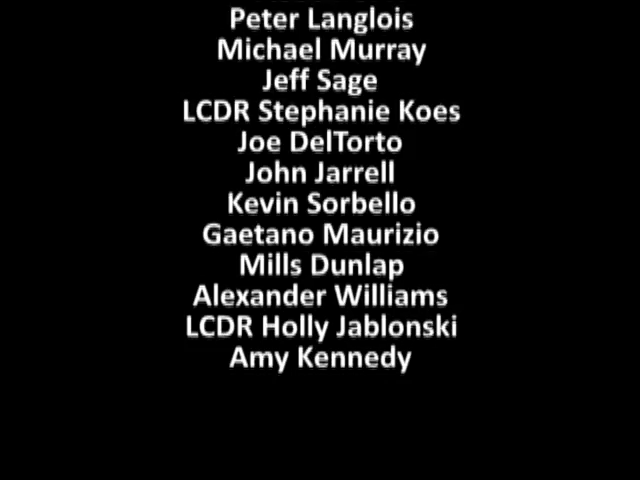 Peter Langlois
Michael Murray
Jeff Sage
LCDR Stephanie Koes
Joe DelTorto
John Jarrell
Kevin Sorbello
Gaetano Maurizio
Mills Dunlap
Alexander Williams
LCDR Holly Jablonski
Amy Kennedy